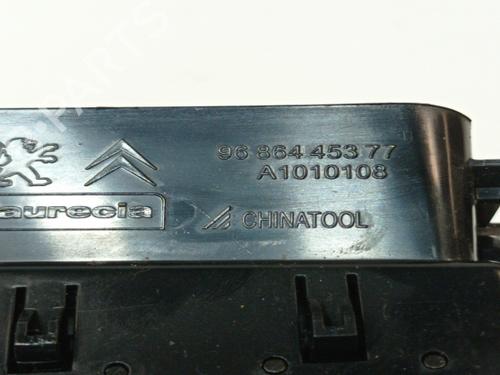 96 864 453 77
A1010108
aurecia
CHINATOOL